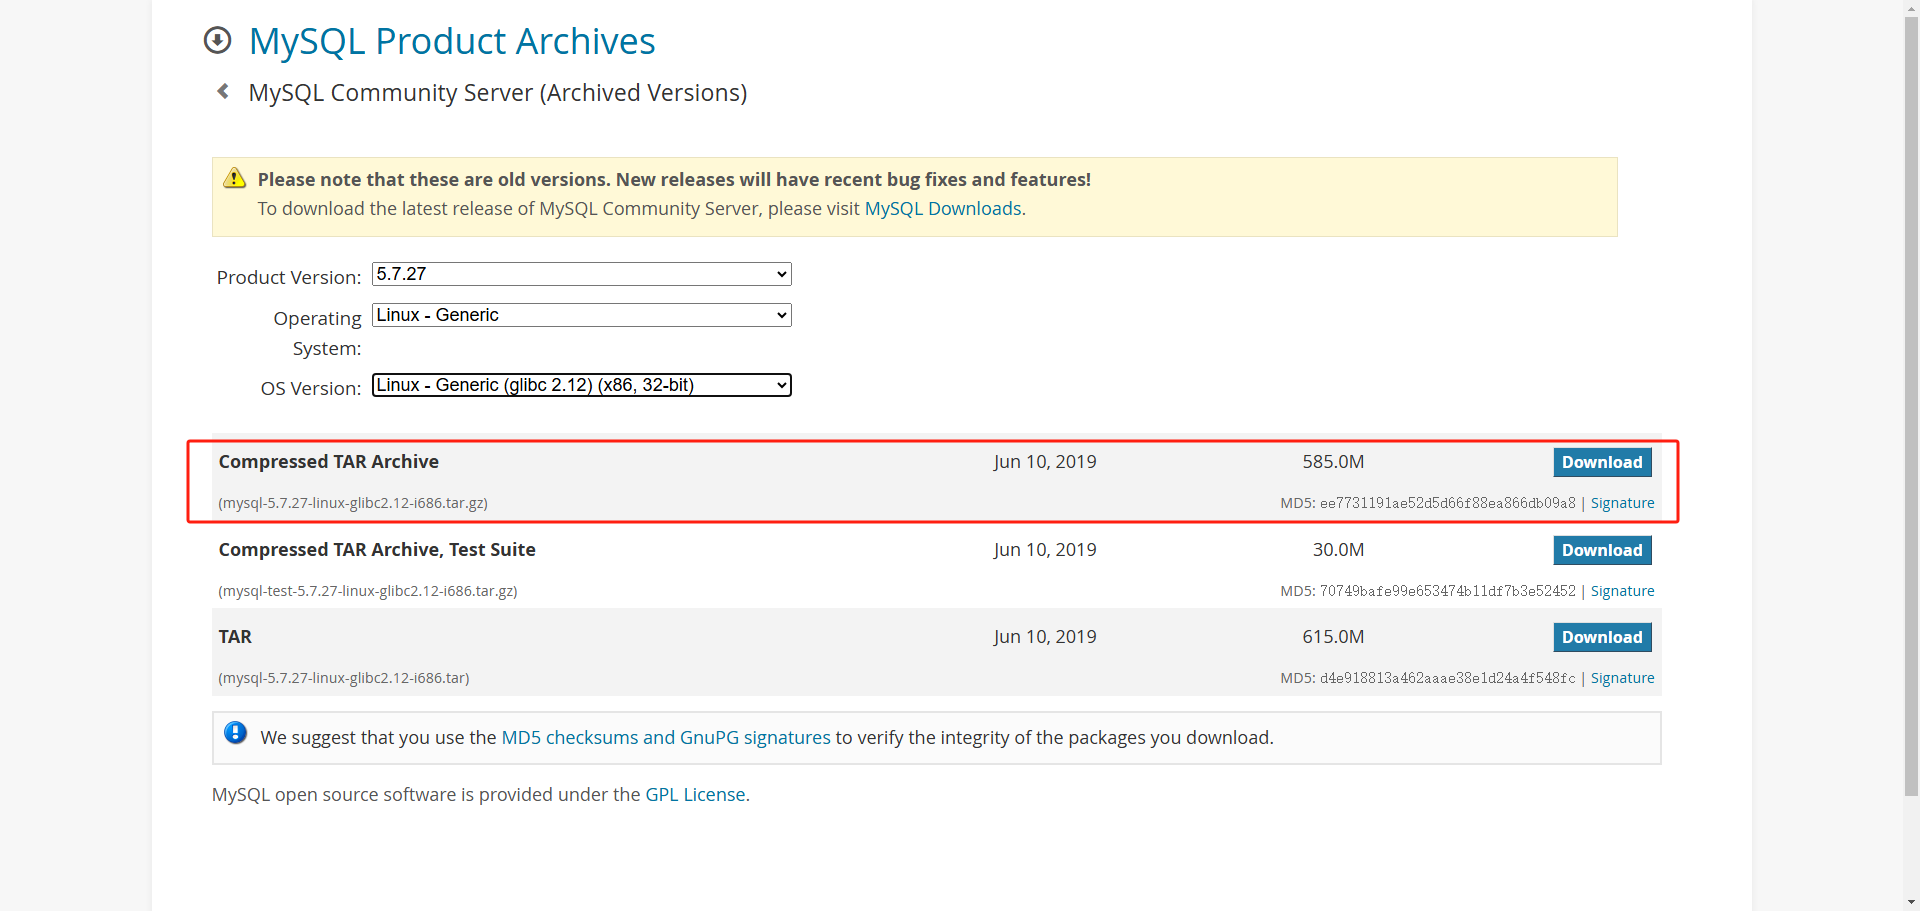 MySQL Product Archives
MySQL Community Server (Archived Versions)
Please note that these are old versions. New releases will have recent bug fixes and features!
To download the latest release of MySQL Community Server, please visit MySQL Downloads.
Product Version: 5.7.27
Operating System: Linux - Generic
OS Version: Linux - Generic (glibc 2.12) (x86, 32-bit)
Compressed TAR Archive Jun 10, 2019 585.0M Download
(mysql-5.7.27-linux-glibc2.12-i686.tar.gz) MD5: ee7731191ae52d5d66f88ea866db09a8 | Signature
Compressed TAR Archive, Test Suite Jun 10, 2019 30.0M Download
(mysql-test-5.7.27-linux-glibc2.12-i686.tar.gz) MD5: 70749bafe99e653474b11df7b3e52452 | Signature
TAR Jun 10, 2019 615.0M Download
(mysql-5.7.27-linux-glibc2.12-i686.tar) MD5: d4e918813a462aaae38e1d24a4f548fc | Signature
We suggest that you use the MD5 checksums and GnuPG signatures to verify the integrity of the packages you download.
MySQL open source software is provided under the GPL License.